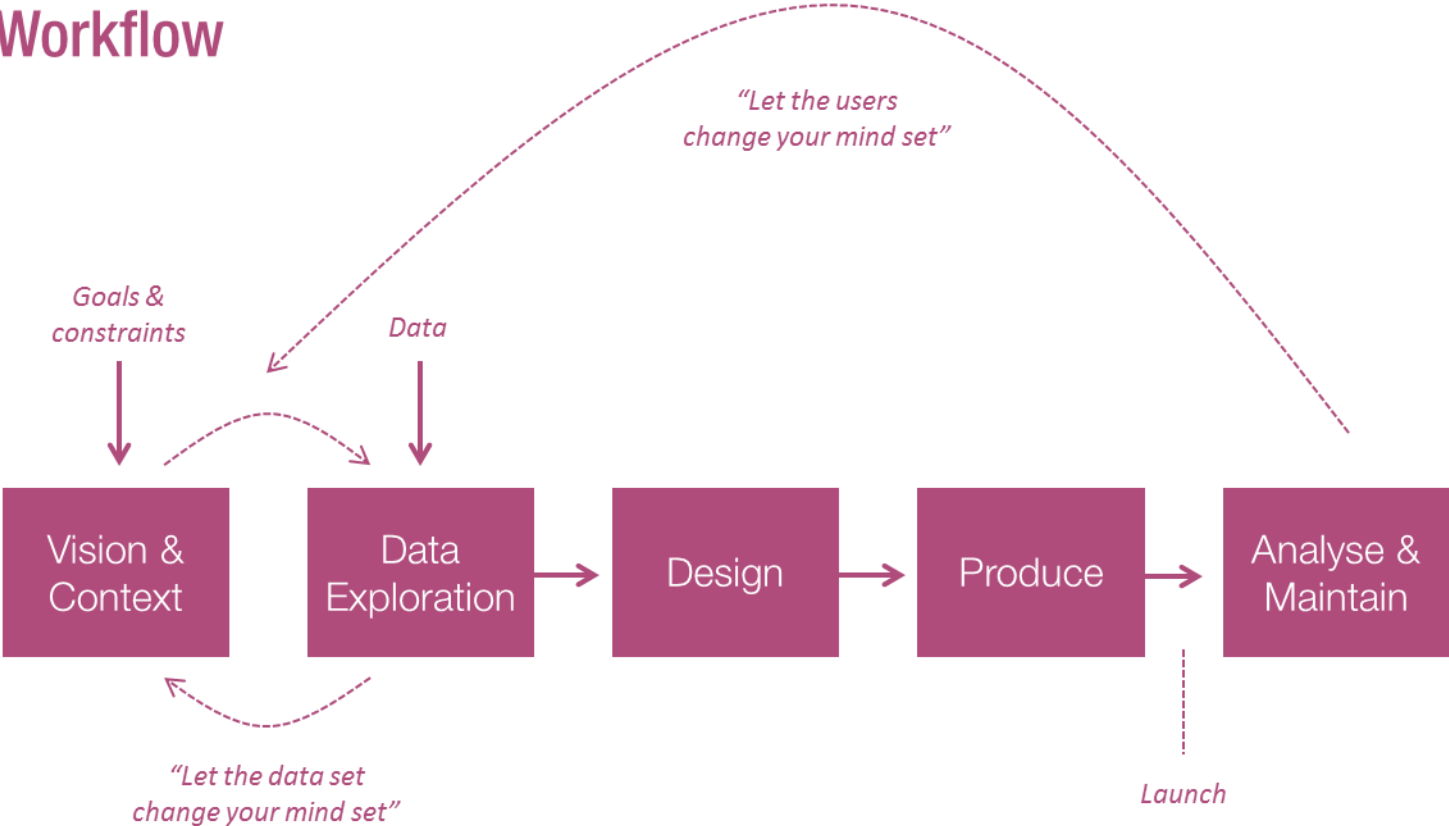 Workflow
“Let the users
change your mind set”
Goals &
constraints
Data
Vision &
Context
Data
Exploration
Design
Produce
Analyse &
Maintain
“Let the data set
change your mind set”
Launch